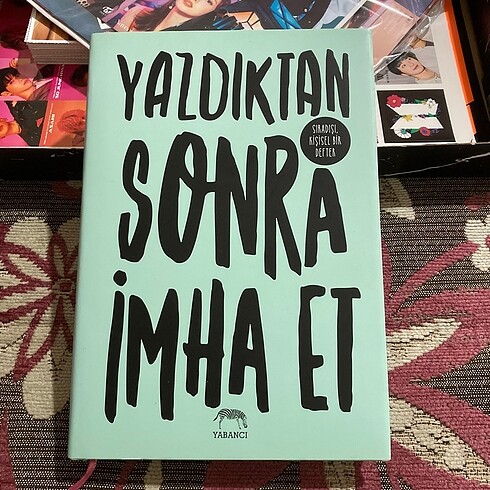 YAZDIKTAN
SONRA
SIRADIŞI,
KİŞİSEL BİR
DEFTER
İMHA ET
YABANCI